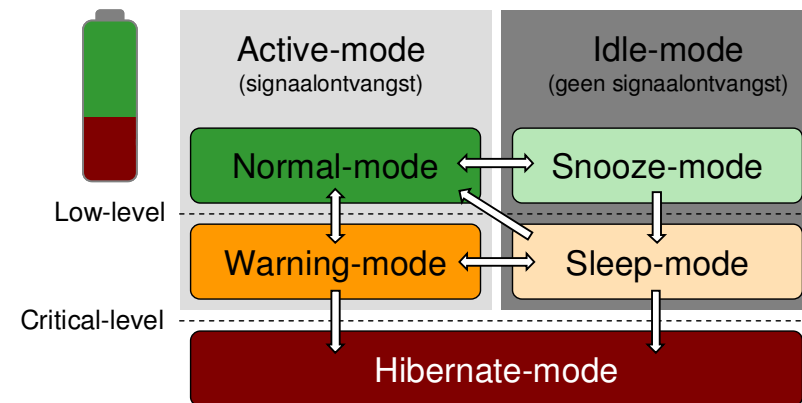 Active-mode
(signaalontvangst)
Idle-mode
(geen signaalontvangst)
Normal-mode
Snooze-mode
Low-level
Warning-mode
Sleep-mode
Critical-level
Hibernate-mode